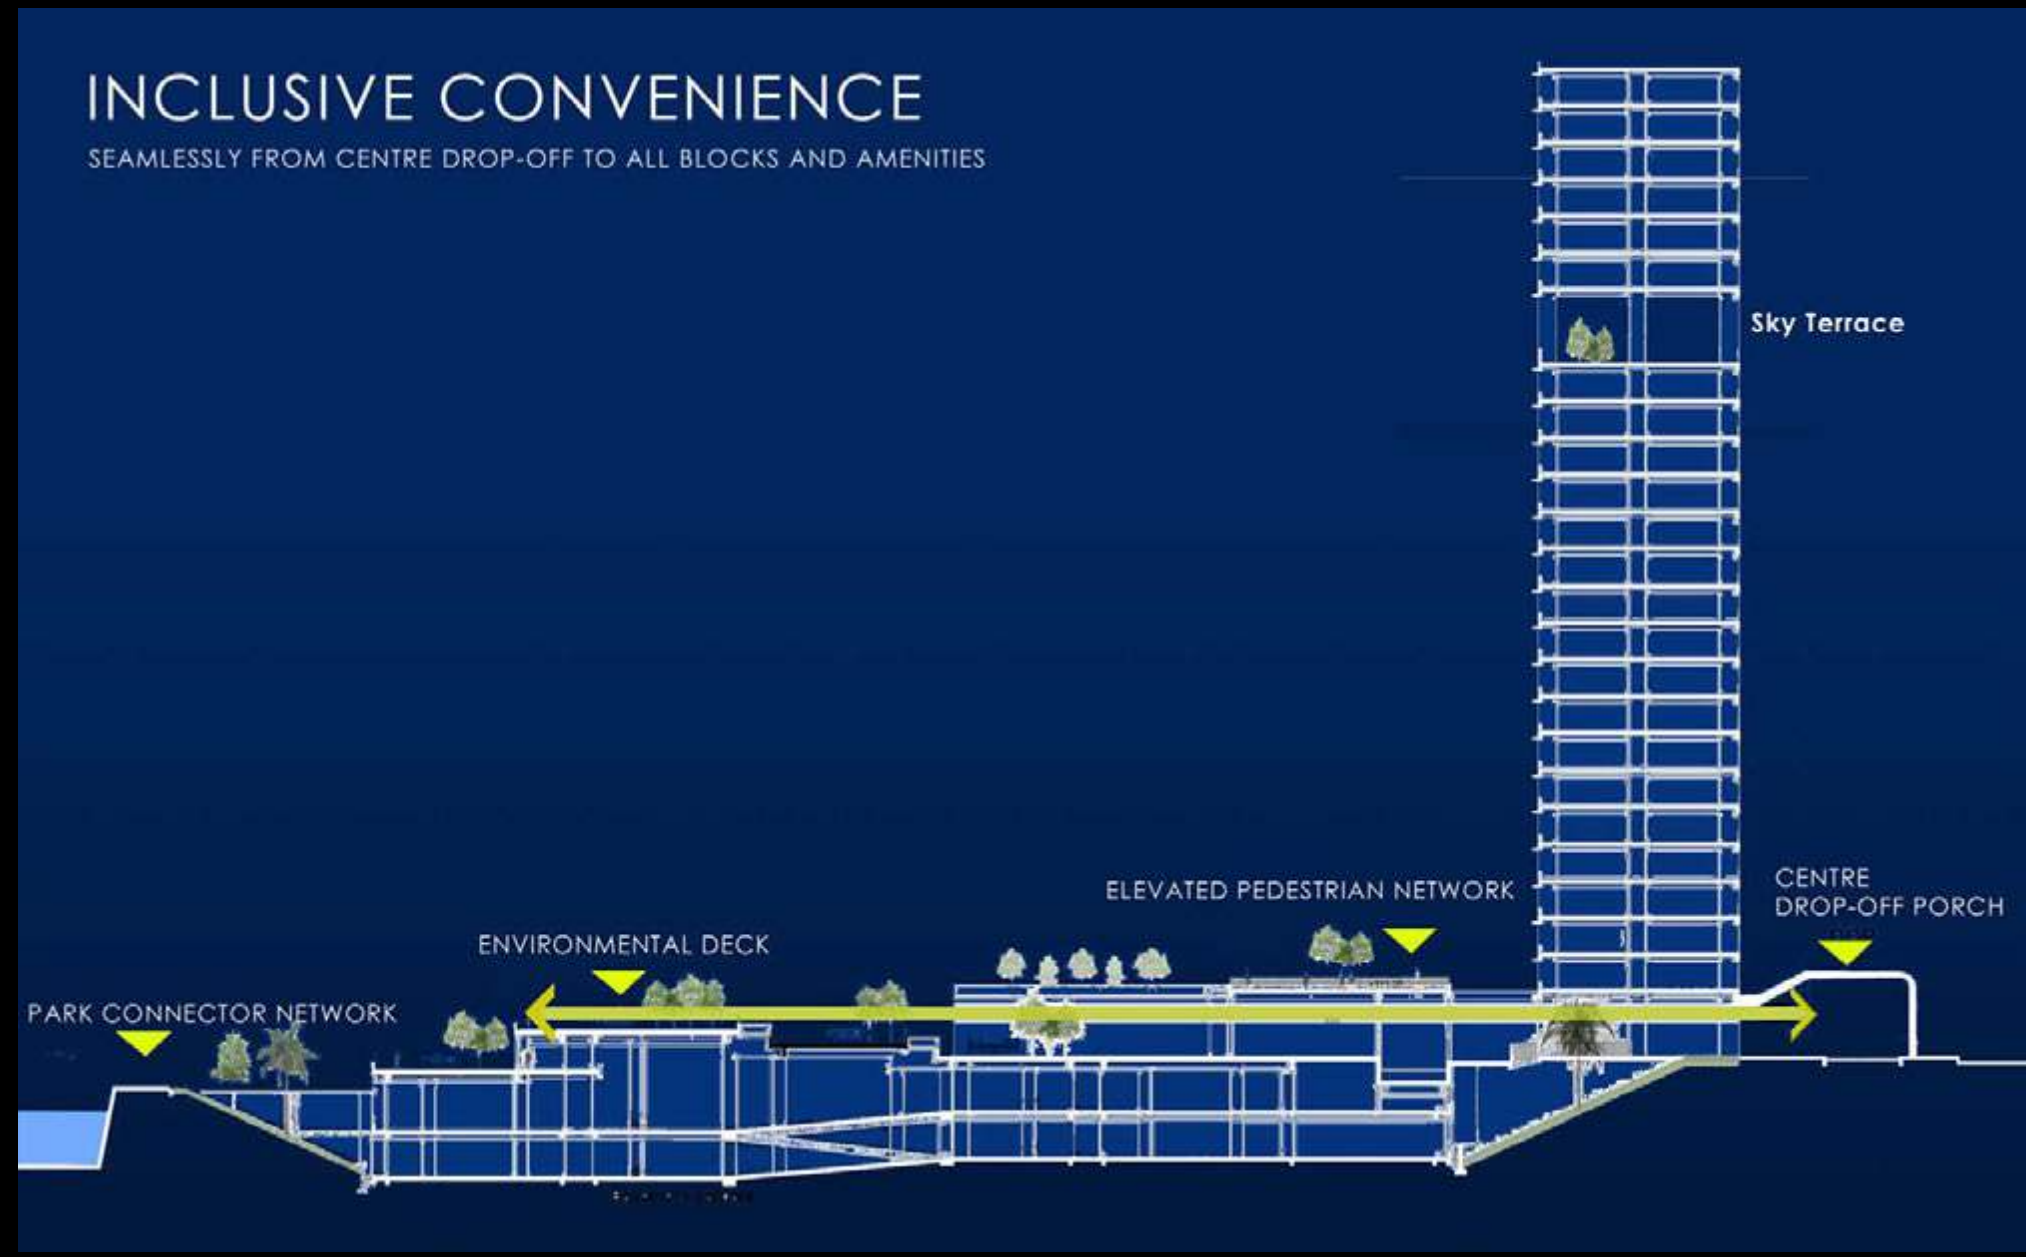 INCLUSIVE CONVENIENCE
SEAMLESSLY FROM CENTRE DROP-OFF TO ALL BLOCKS AND AMENITIES
Sky Terrace
ELEVATED PEDESTRIAN NETWORK
CENTRE
DROP-OFF PORCH
ENVIRONMENTAL DECK
PARK CONNECTOR NETWORK